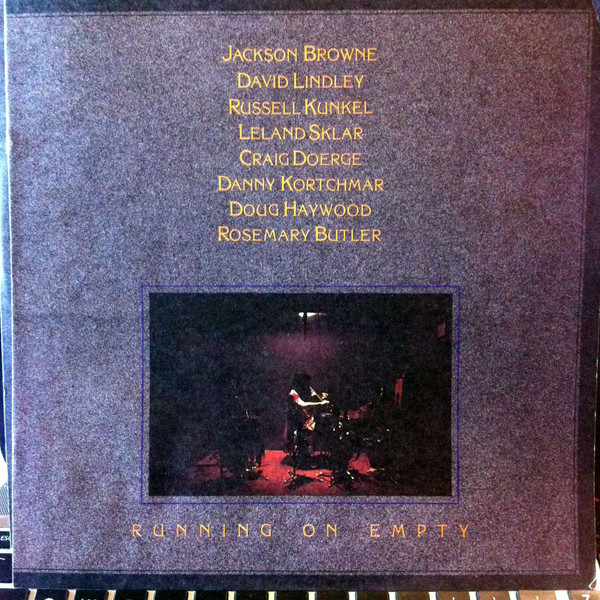 JACKSON BROWNE
DAVID LINDLEY
RUSSELL KUNKEL
LELAND SKLAR
CRAIG DOERGE
DANNY KORTCHMAR
DOUG HAYWOOD
ROSEMARY BUTLER
RUNNING ON EMPTY